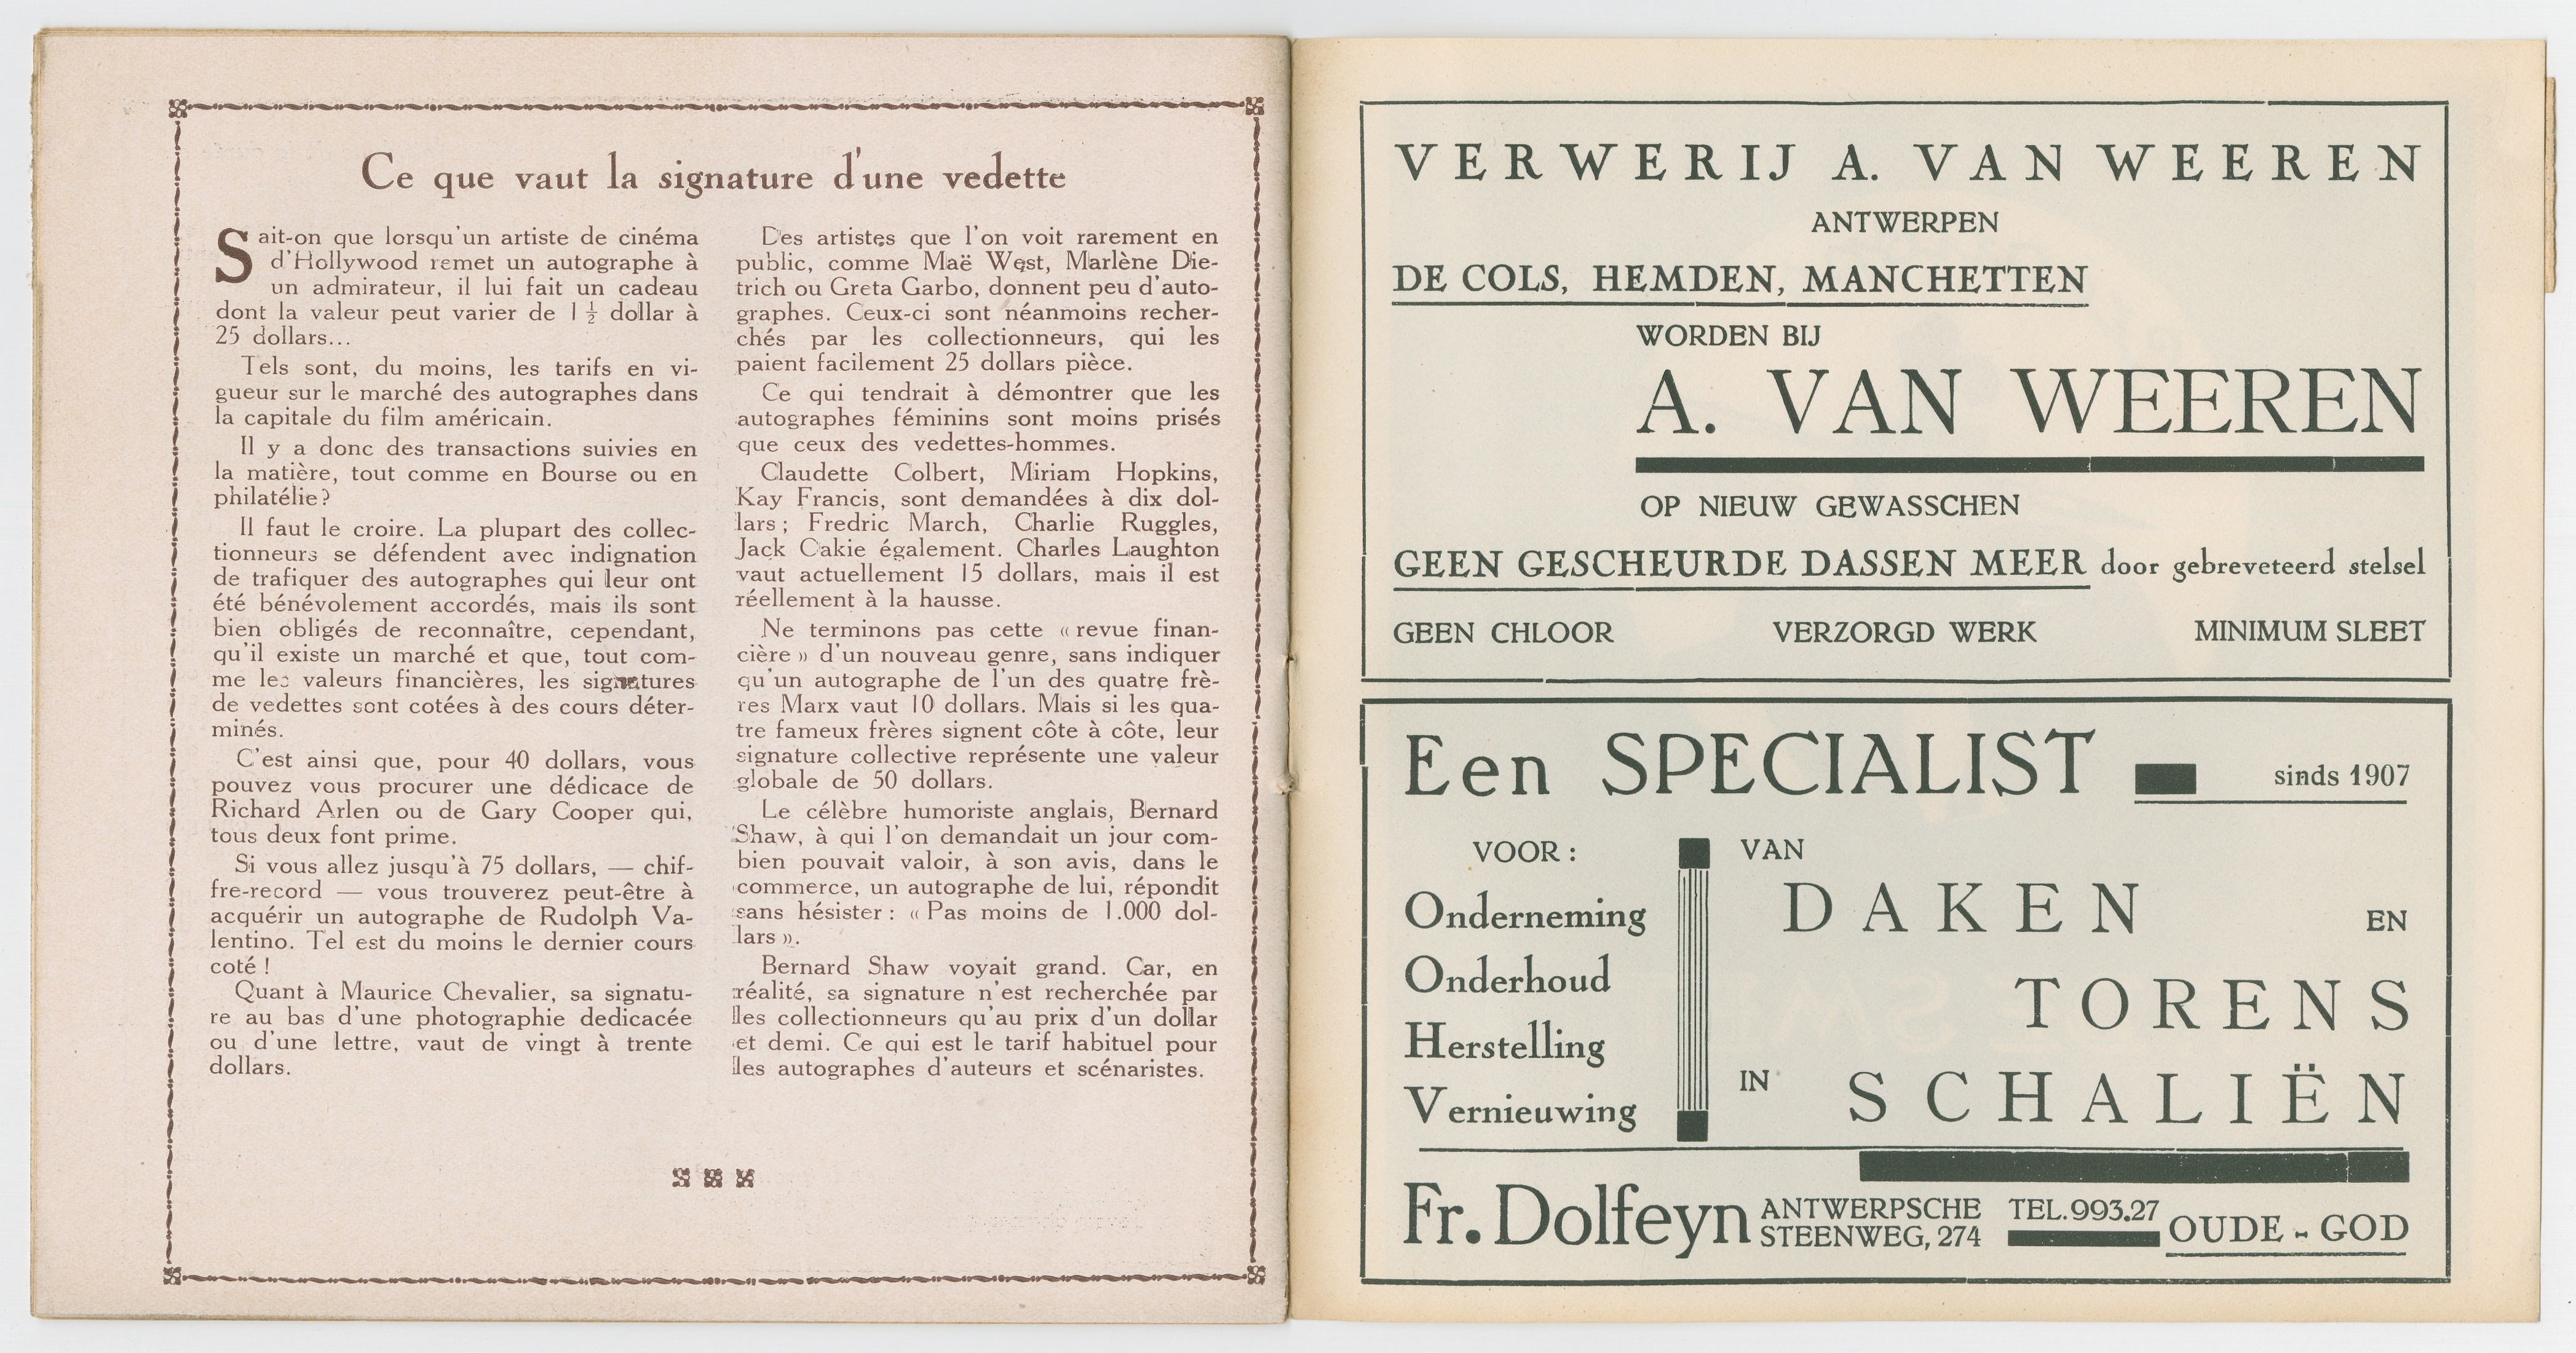 Ce que vaut la signature d'une vedette
Sait-on que lorsqu'un artiste de cinéma
d'Hollywood remet un autographe à
un admirateur, il lui fait un cadeau
dont la valeur peut varier de 1 ½ dollar à
25 dollars...
Tels sont, du moins, les tarifs en vi-
gueur sur le marché des autographes dans
la capitale du film américain.
Il y a donc des transactions suivies en
la matière, tout comme en Bourse ou en
philatélie?
Il faut le croire. La plupart des collec-
tionneurs se défendent avec indignation
de trafiquer des autographes qui leur ont
été bénévolement accordés, mais ils sont
bien obligés de reconnaître, cependant,
qu'il existe un marché et que, tout com-
me les valeurs financières, les signatures
de vedettes sont cotées à des cours déter-
minés.
C'est ainsi que, pour 40 dollars, vous
pouvez vous procurer une dédicace de
Richard Arlen ou de Gary Cooper qui,
tous deux font prime.
Si vous allez jusqu'à 75 dollars, — chif-
fre-record — vous trouverez peut-être à
acquérir un autographe de Rudolph Va-
lentino. Tel est du moins le dernier cours
coté !
Quant à Maurice Chevalier, sa signatu-
re au bas d'une photographie dedicacée
ou d'une lettre, vaut de vingt à trente
dollars.
Des artistes que l'on voit rarement en
public, comme Maë West, Marlène Die-
trich ou Greta Garbo, donnent peu d'auto-
graphes. Ceux-ci sont néanmoins recher-
chés par les collectionneurs, qui les
paient facilement 25 dollars pièce.
Ce qui tendrait à démontrer que les
autographes féminins sont moins prisés
que ceux des vedettes-hommes.
Claudette Colbert, Miriam Hopkins,
Kay Francis, sont demandées à dix dol-
lars ; Fredric March, Charlie Ruggles,
Jack Oakie également. Charles Laughton
vaut actuellement 15 dollars, mais il est
réellement à la hausse.
Ne terminons pas cette « revue finan-
cière » d'un nouveau genre, sans indiquer
qu'un autographe de l'un des quatre frè-
res Marx vaut 10 dollars. Mais si les qua-
tre fameux frères signent côte à côte, leur
signature collective représente une valeur
globale de 50 dollars.
Le célèbre humoriste anglais, Bernard
Shaw, à qui l'on demandait un jour com-
bien pouvait valoir, à son avis, dans le
commerce, un autographe de lui, répondit
sans hésister : « Pas moins de 1.000 dol-
lars ».
Bernard Shaw voyait grand. Car, en
réalité, sa signature n'est recherchée par
les collectionneurs qu'au prix d'un dollar
et demi. Ce qui est le tarif habituel pour
les autographes d'auteurs et scénaristes.
VERWERIJ A. VAN WEEREN
ANTWERPEN
DE COLS, HEMDEN, MANCHETTEN
WORDEN BIJ
A. VAN WEEREN
OP NIEUW GEWASSCHEN
GEEN GESCHEURDE DASSEN MEER door gebreveteerd stelsel
GEEN CHLOOR VERZORGD WERK MINIMUM SLEET
Een SPECIALIST sinds 1907
VOOR :
Onderneming
Onderhoud
Herstelling
Vernieuwing
VAN
DAKEN EN
TORENS
IN SCHALIËN
Fr. Dolfeyn ANTWERPSCHE
STEENWEG, 274
TEL. 993.27
OUDE - GOD